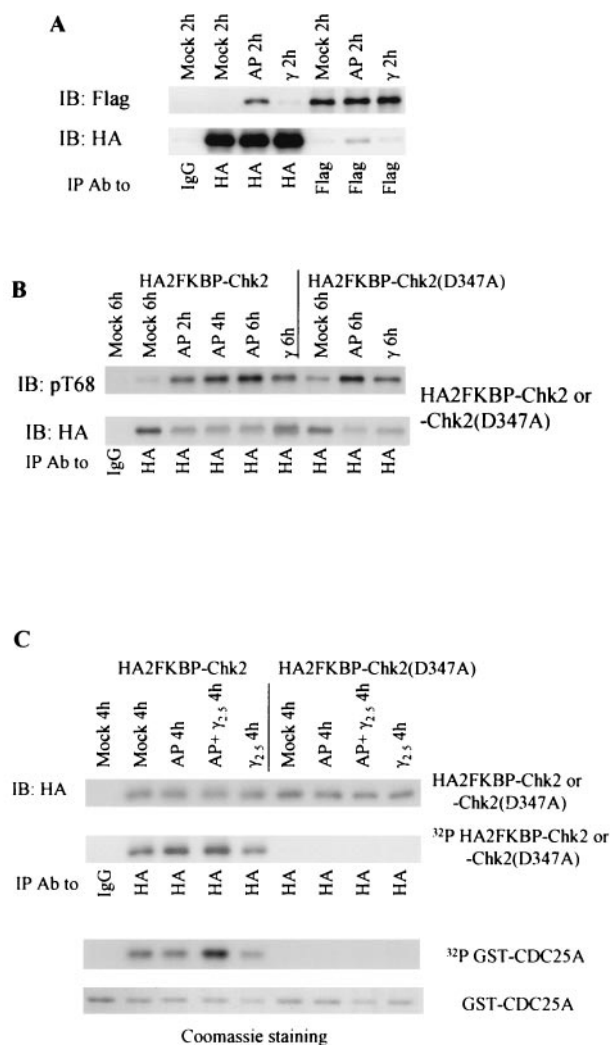 A
Mock 2h Mock 2h AP 2h γ 2h Mock 2h AP 2h γ 2h
IB: Flag
IB: HA
IP Ab to IgG HA HA HA Flag Flag Flag
B
HA2FKBP-Chk2 HA2FKBP-Chk2(D347A)
Mock 6h Mock 6h AP 2h AP 4h AP 6h γ 6h Mock 6h AP 6h γ 6h
IB: pT68
HA2FKBP-Chk2 or
-Chk2(D347A)
IB: HA
IP Ab to IgG HA HA HA HA HA HA HA HA
C
HA2FKBP-Chk2 HA2FKBP-Chk2(D347A)
Mock 4h Mock 4h AP 4h AP+ γ2.5 4h γ2.5 4h Mock 4h AP 4h AP+ γ2.5 4h γ2.5 4h
IB: HA
HA2FKBP-Chk2 or
-Chk2(D347A)
32P HA2FKBP-Chk2 or
-Chk2(D347A)
IP Ab to IgG HA HA HA HA HA HA HA HA
32P GST-CDC25A
GST-CDC25A
Coomassie staining